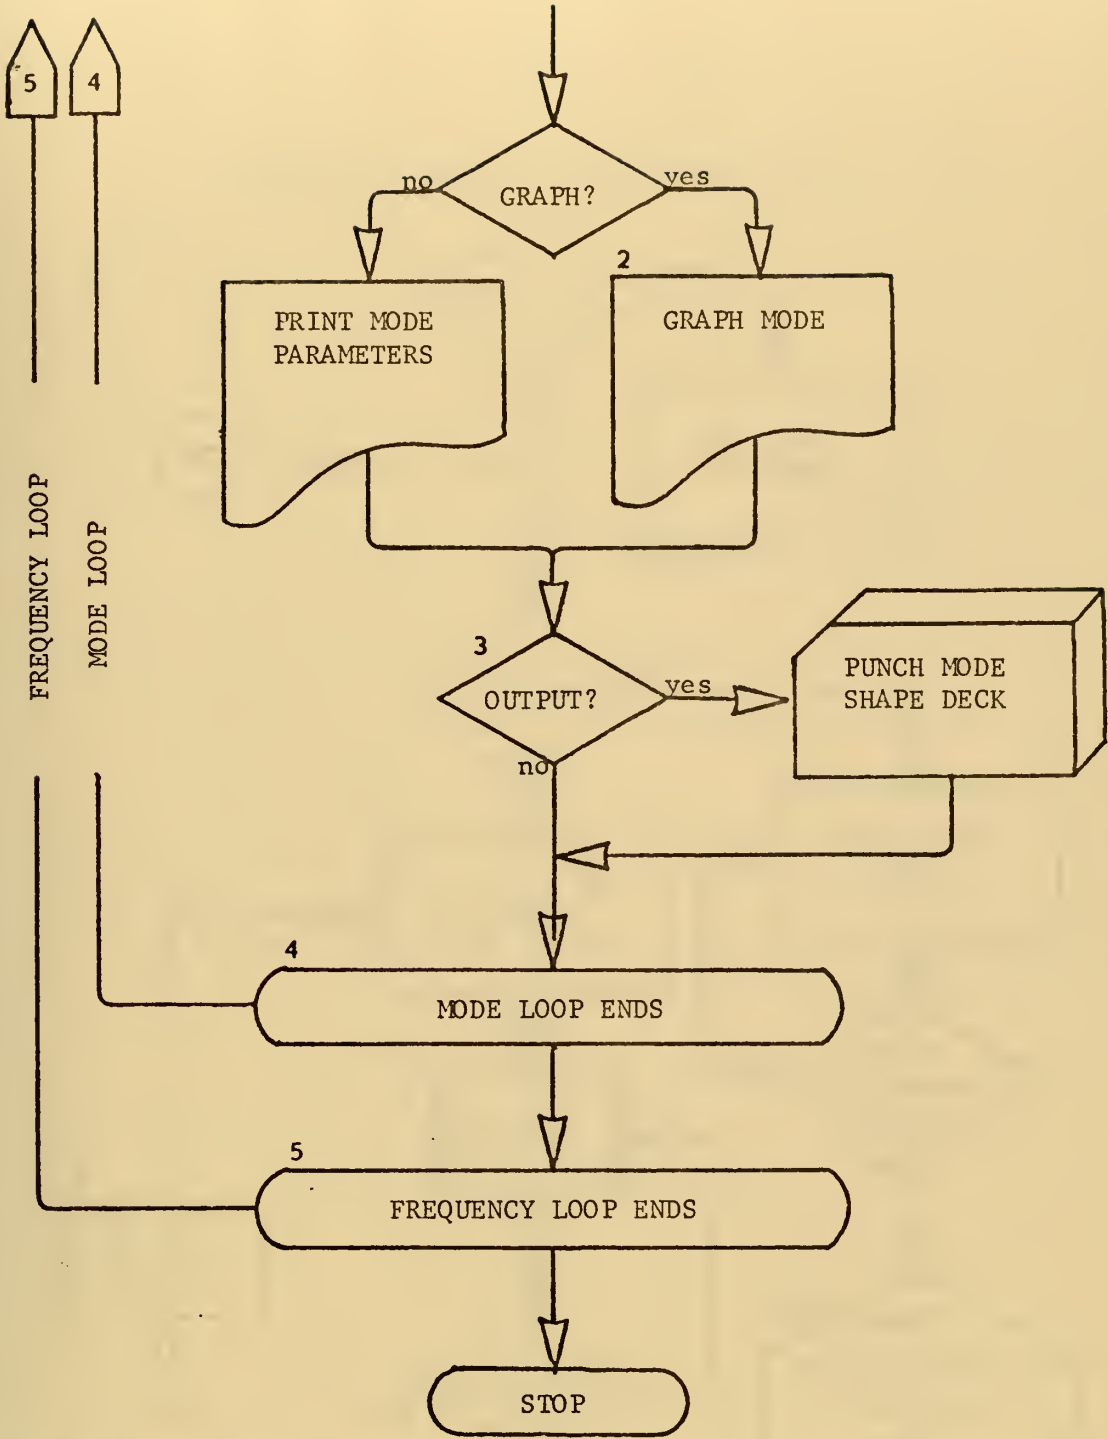 5
4
GRAPH?
no
yes
PRINT MODE
PARAMETERS
2
GRAPH MODE
FREQUENCY LOOP
MODE LOOP
3
OUTPUT?
yes
no
PUNCH MODE
SHAPE DECK
4
MODE LOOP ENDS
5
FREQUENCY LOOP ENDS
STOP